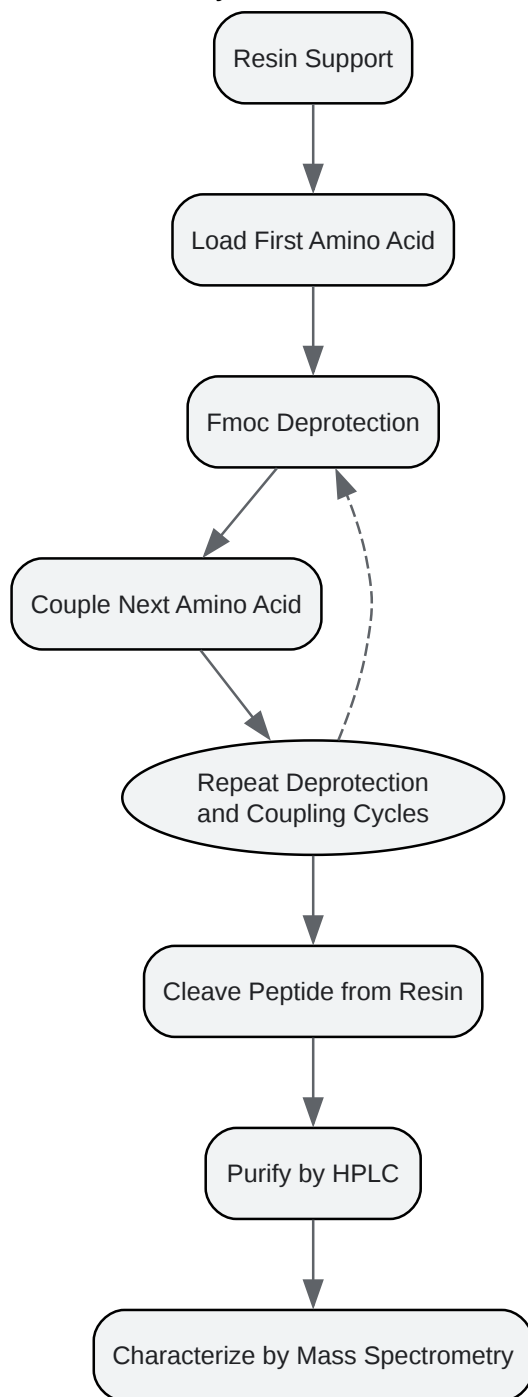 Resin Support
Load First Amino Acid
Fmoc Deprotection
Couple Next Amino Acid
Repeat Deprotection
and Coupling Cycles
Cleave Peptide from Resin
Purify by HPLC
Characterize by Mass Spectrometry